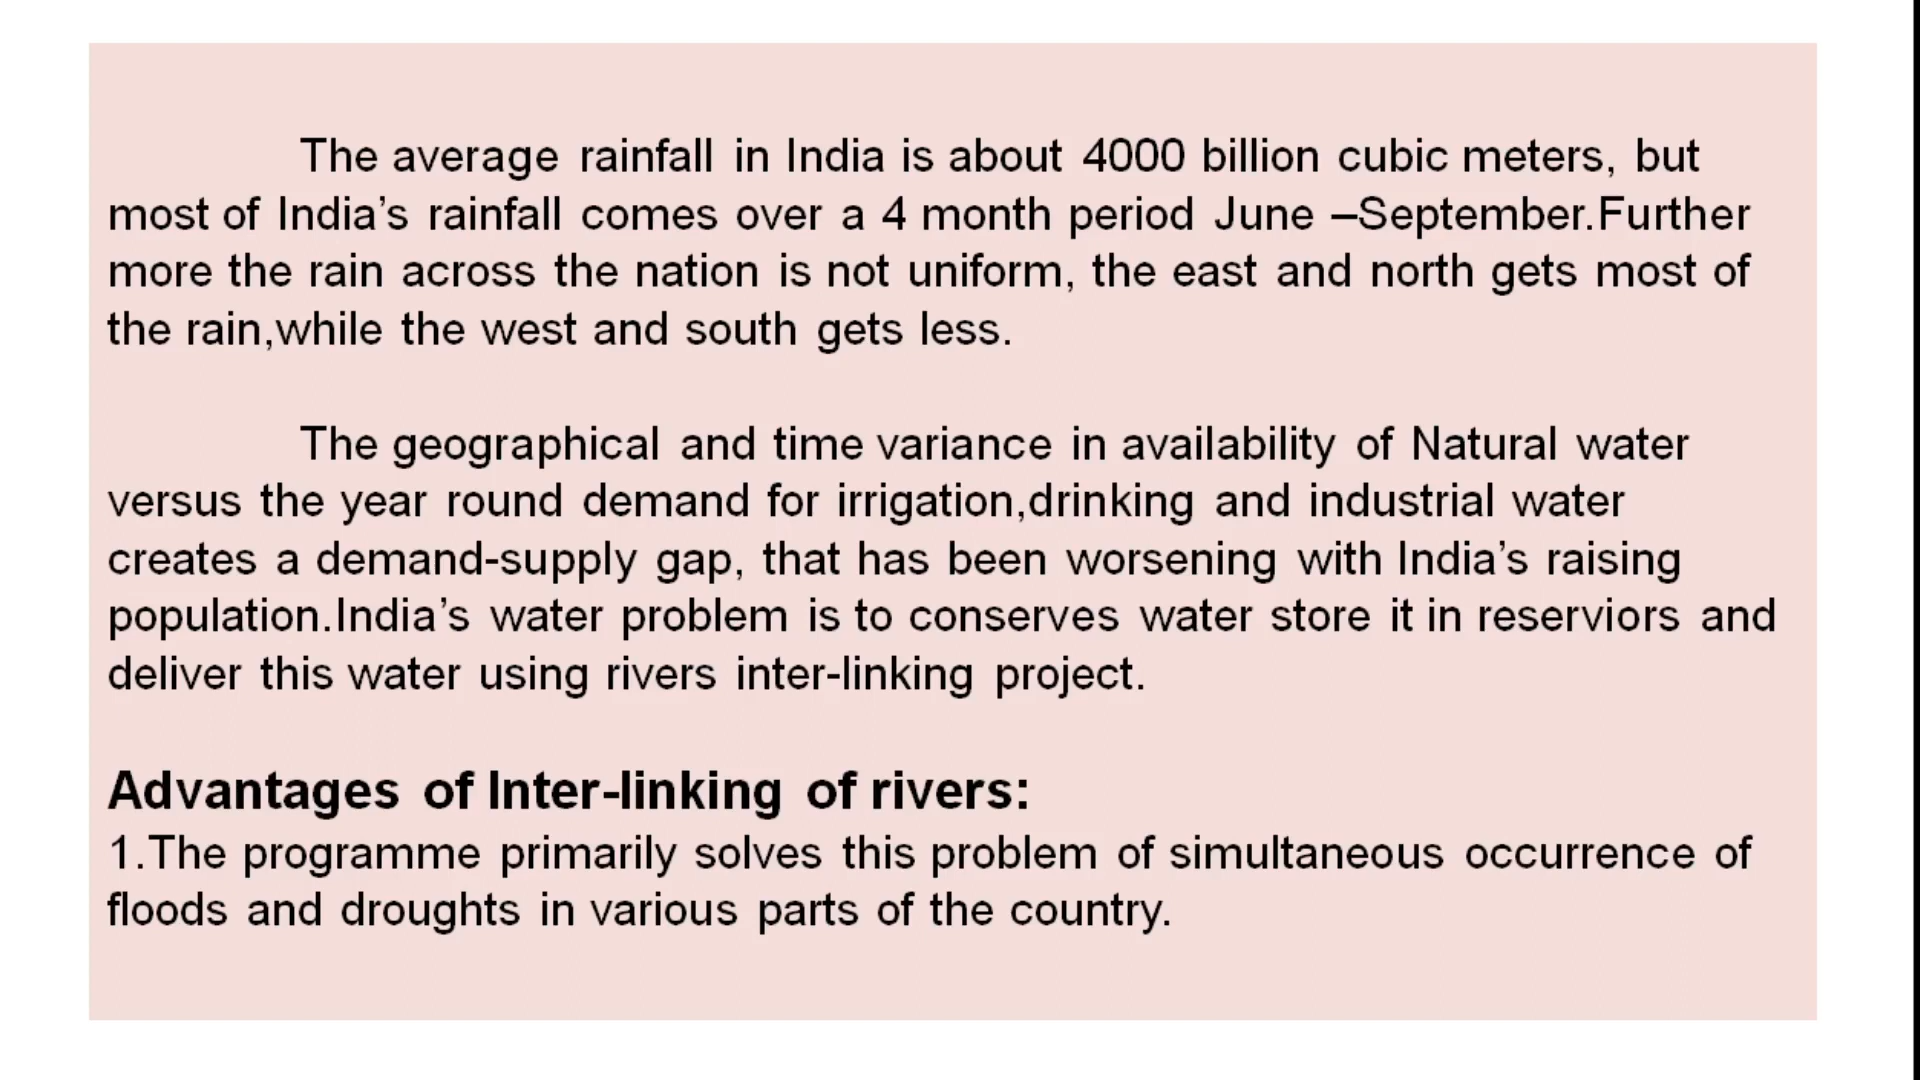 The average rainfall in India is about 4000 billion cubic meters, but
most of India’s rainfall comes over a 4 month period June –September.Further
more the rain across the nation is not uniform, the east and north gets most of
the rain,while the west and south gets less.
The geographical and time variance in availability of Natural water
versus the year round demand for irrigation,drinking and industrial water
creates a demand-supply gap, that has been worsening with India’s raising
population.India’s water problem is to conserves water store it in reserviors and
deliver this water using rivers inter-linking project.
Advantages of Inter-linking of rivers:
1.The programme primarily solves this problem of simultaneous occurrence of
floods and droughts in various parts of the country.